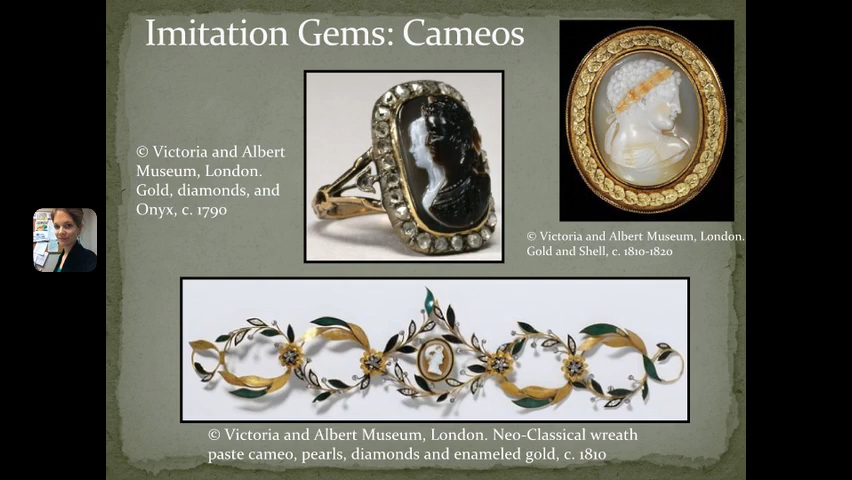 Imitation Gems: Cameos
© Victoria and Albert
Museum, London.
Gold, diamonds, and
Onyx, c. 1790
© Victoria and Albert Museum, London.
Gold and Shell, c. 1810-1820
© Victoria and Albert Museum, London. Neo-Classical wreath
paste cameo, pearls, diamonds and enameled gold, c. 1810